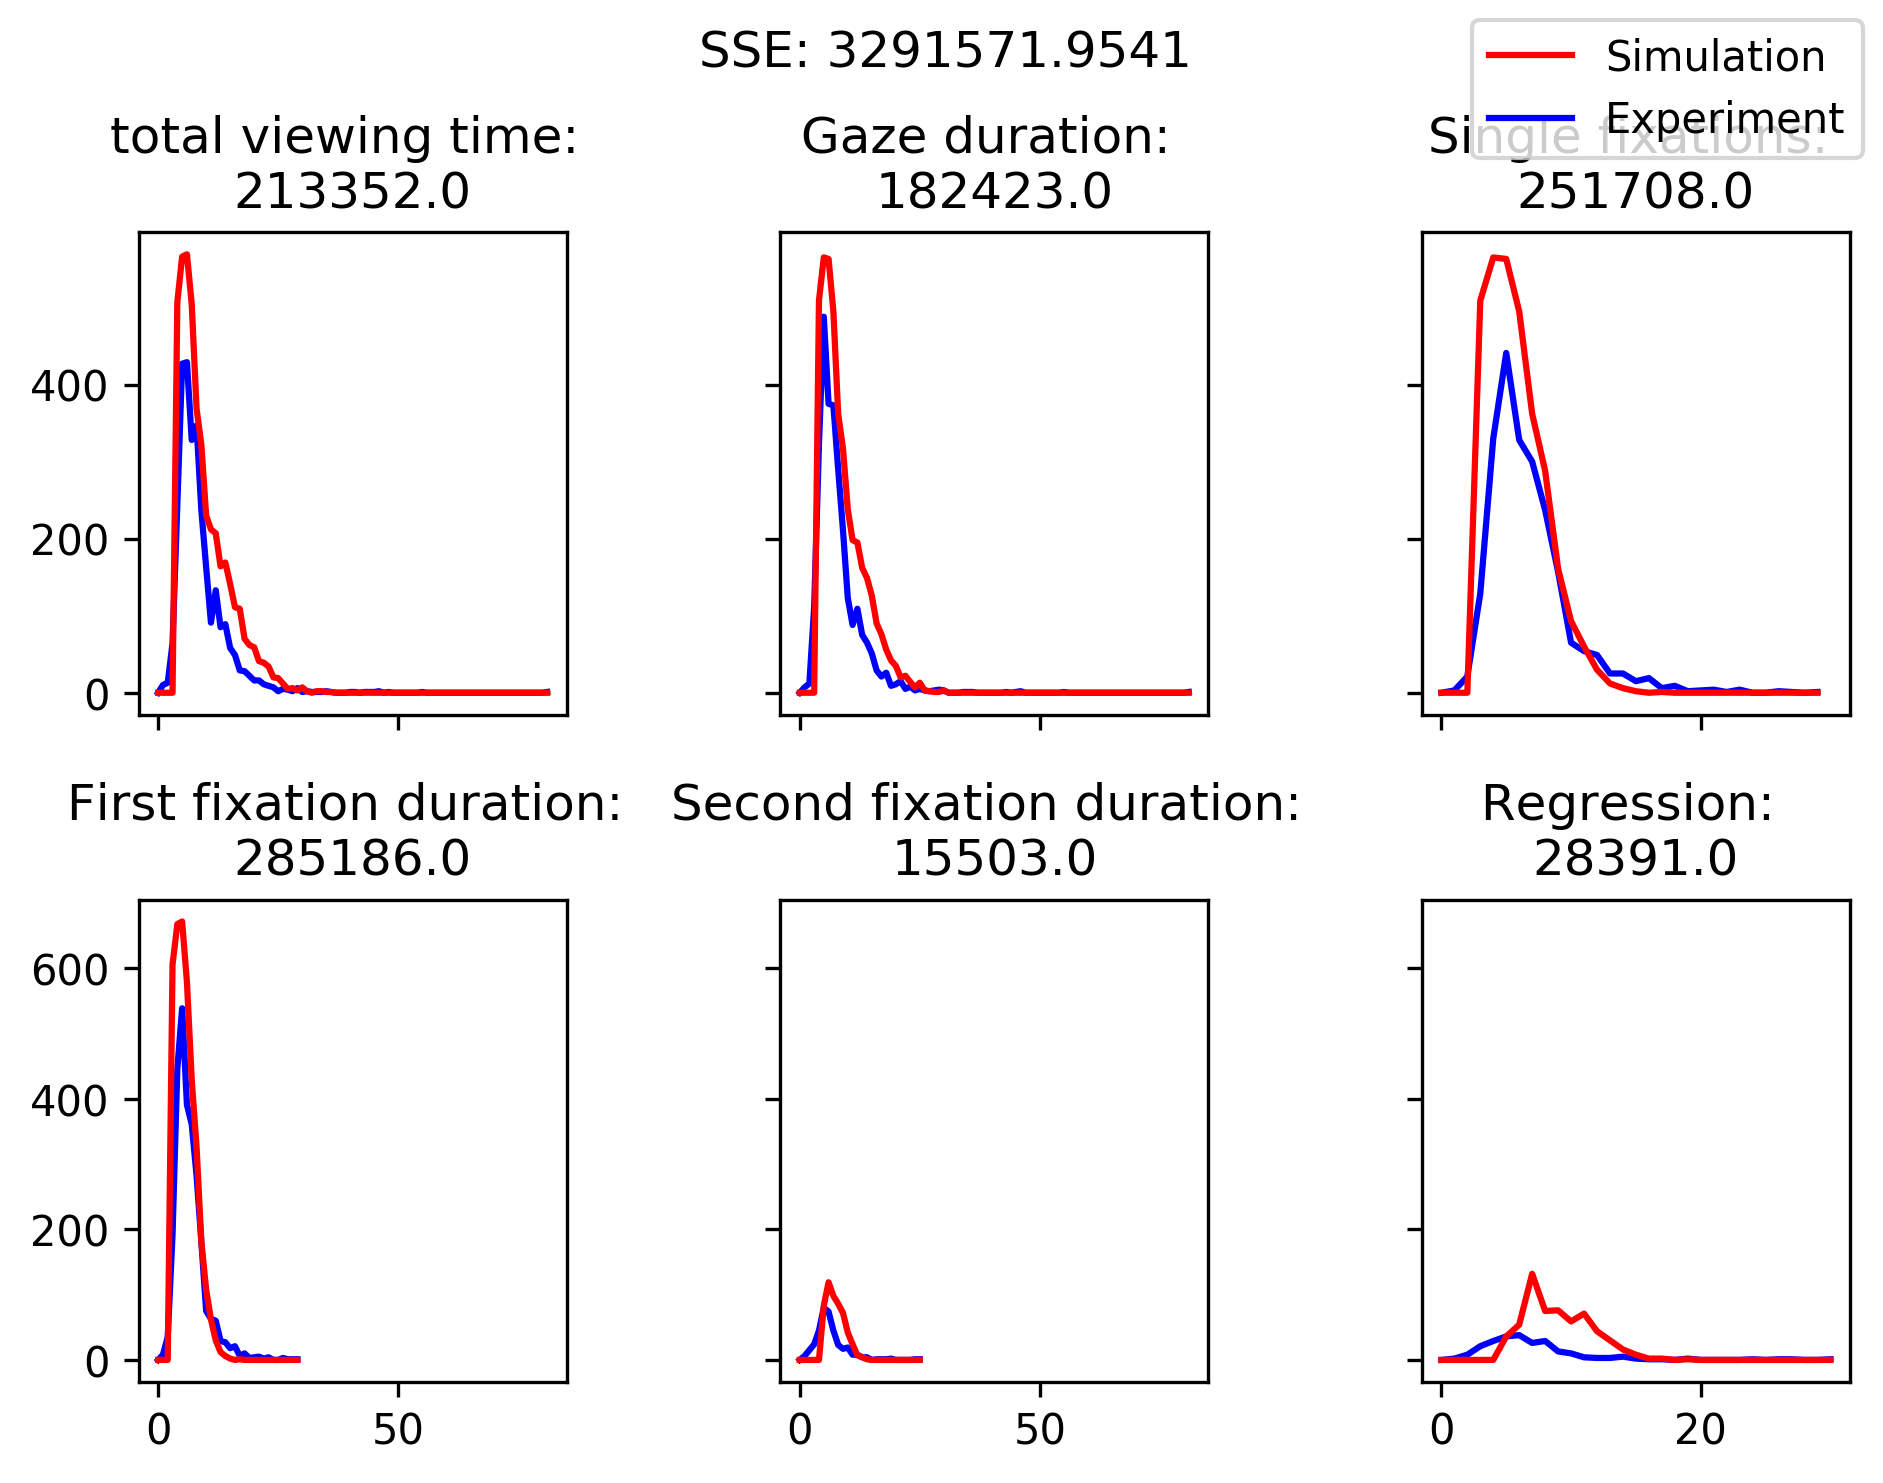 SSE: 3291571.9541
Simulation
Experiment
total viewing time:
213352.0
Gaze duration:
182423.0
Single fixations:
251708.0
400
200
0
First fixation duration:
285186.0
Second fixation duration:
15503.0
Regression:
28391.0
600
400
200
0
0
50
0
50
0
20